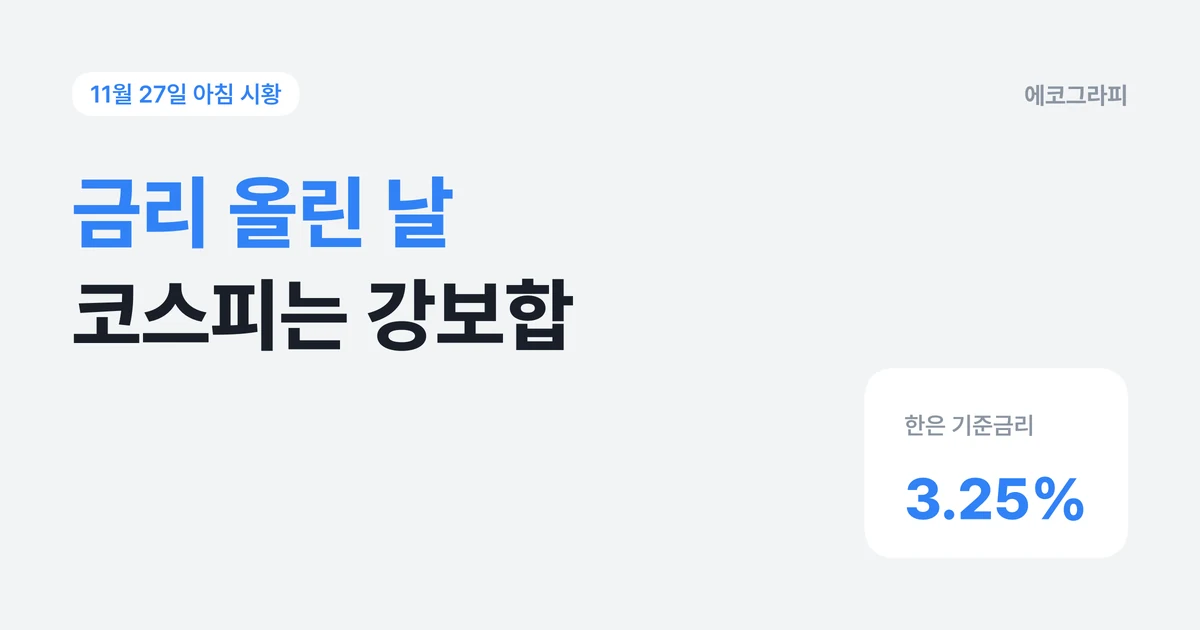 11월 27일 아침 시황
에코그라피
금리 올린 날
코스피는 강보합
한은 기준금리
3.25%